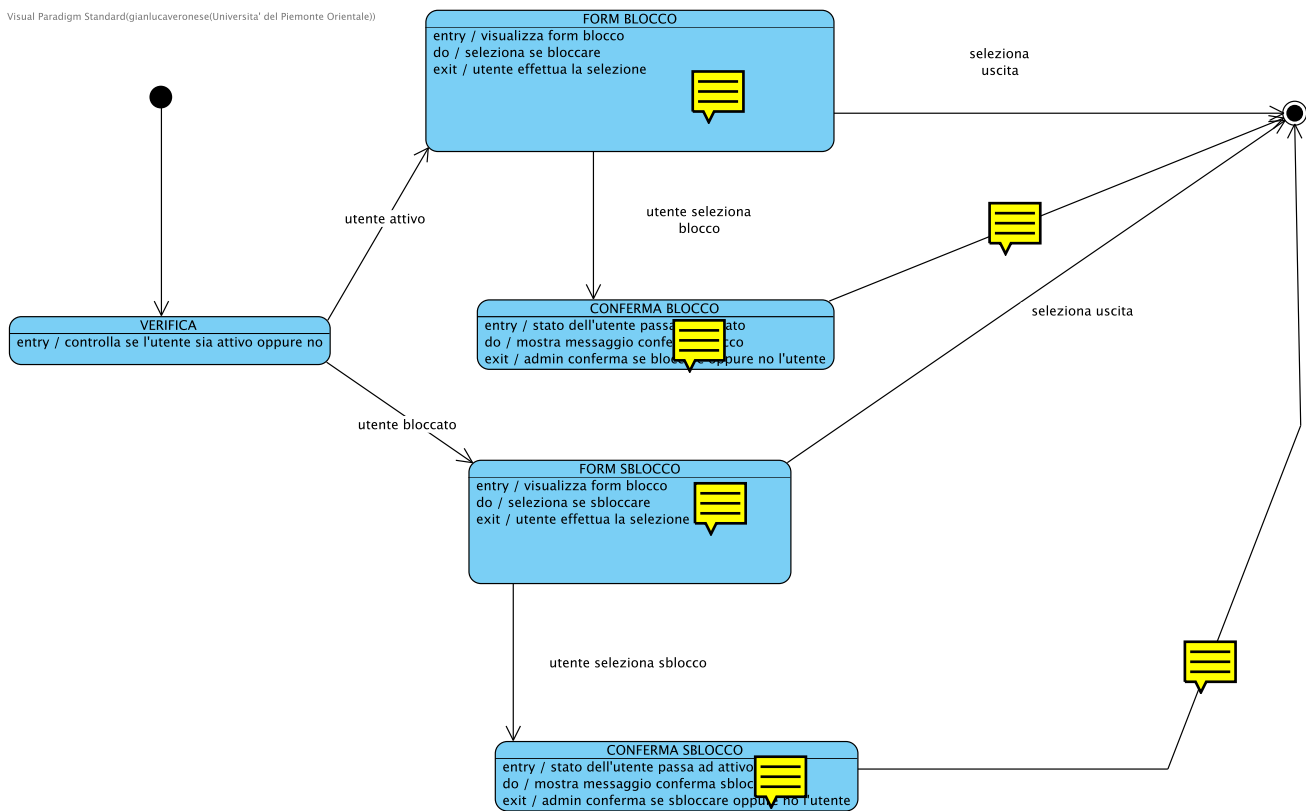 Visual Paradigm Standard(gianlucaveronese(Universita' del Piemonte Orientale))
FORM BLOCCO
entry / visualizza form blocco
do / seleziona se bloccare
exit / utente effettua la selezione
seleziona
uscita
utente attivo
utente seleziona
blocco
VERIFICA
entry / controlla se l'utente sia attivo oppure no
CONFERMA BLOCCO
entry / stato dell'utente passa
do / mostra messaggio
exit / admin conferma se oppure no l'utente
seleziona uscita
utente bloccato
FORM SBLOCCO
entry / visualizza form blocco
do / seleziona se sbloccare
exit / utente effettua la selezione
utente seleziona sblocco
CONFERMA SBLOCCO
entry / stato dell'utente passa ad attivo
do / mostra messaggio conferma
exit / admin conferma se sbloccare oppure no l'utente